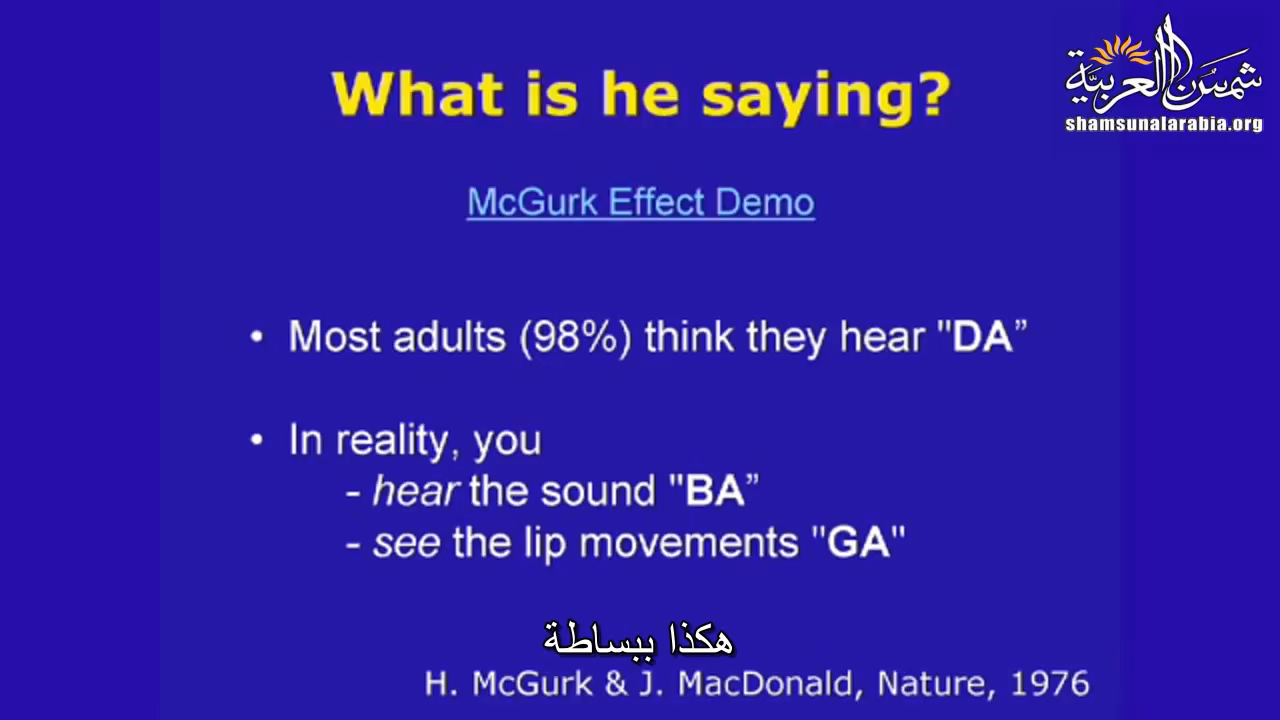 شمسُ العربيّة
shamsunalarabia.org
What is he saying?
McGurk Effect Demo
• Most adults (98%) think they hear "DA”
• In reality, you
- hear the sound "BA”
- see the lip movements "GA"
هكذا ببساطة
H. McGurk & J. MacDonald, Nature, 1976